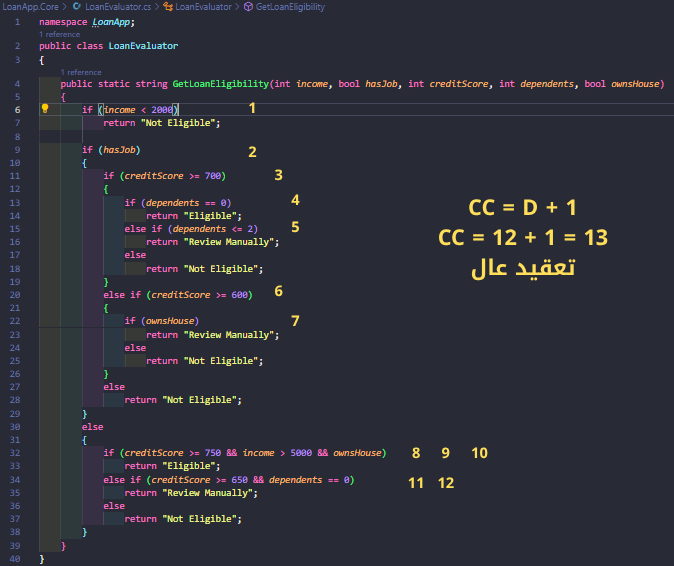 LoanApp.Core > LoanEvaluator.cs > LoanEvaluator > GetLoanEligibility
1 namespace LoanApp;
1 reference
2 public class LoanEvaluator
3 {
1 reference
4 public static string GetLoanEligibility(int income, bool hasJob, int creditScore, int dependents, bool ownsHouse)
5 {
6 if (income < 2000) 1
7 return "Not Eligible";
8
9 if (hasJob) 2
10 {
11 if (creditScore >= 700) 3
12 {
13 if (dependents == 0) 4
14 return "Eligible";
15 else if (dependents <= 2) 5
16 return "Review Manually";
17 else
18 return "Not Eligible";
19 }
20 else if (creditScore >= 600) 6
21 {
22 if (ownsHouse) 7
23 return "Review Manually";
24 else
25 return "Not Eligible";
26 }
27 else
28 return "Not Eligible";
29 }
30 else
31 {
32 if (creditScore >= 750 && income > 5000 && ownsHouse) 8 9 10
33 return "Eligible";
34 else if (creditScore >= 650 && dependents == 0) 11 12
35 return "Review Manually";
36 else
37 return "Not Eligible";
38 }
39 }
40 }
CC = D + 1
CC = 12 + 1 = 13
تعقيد عال